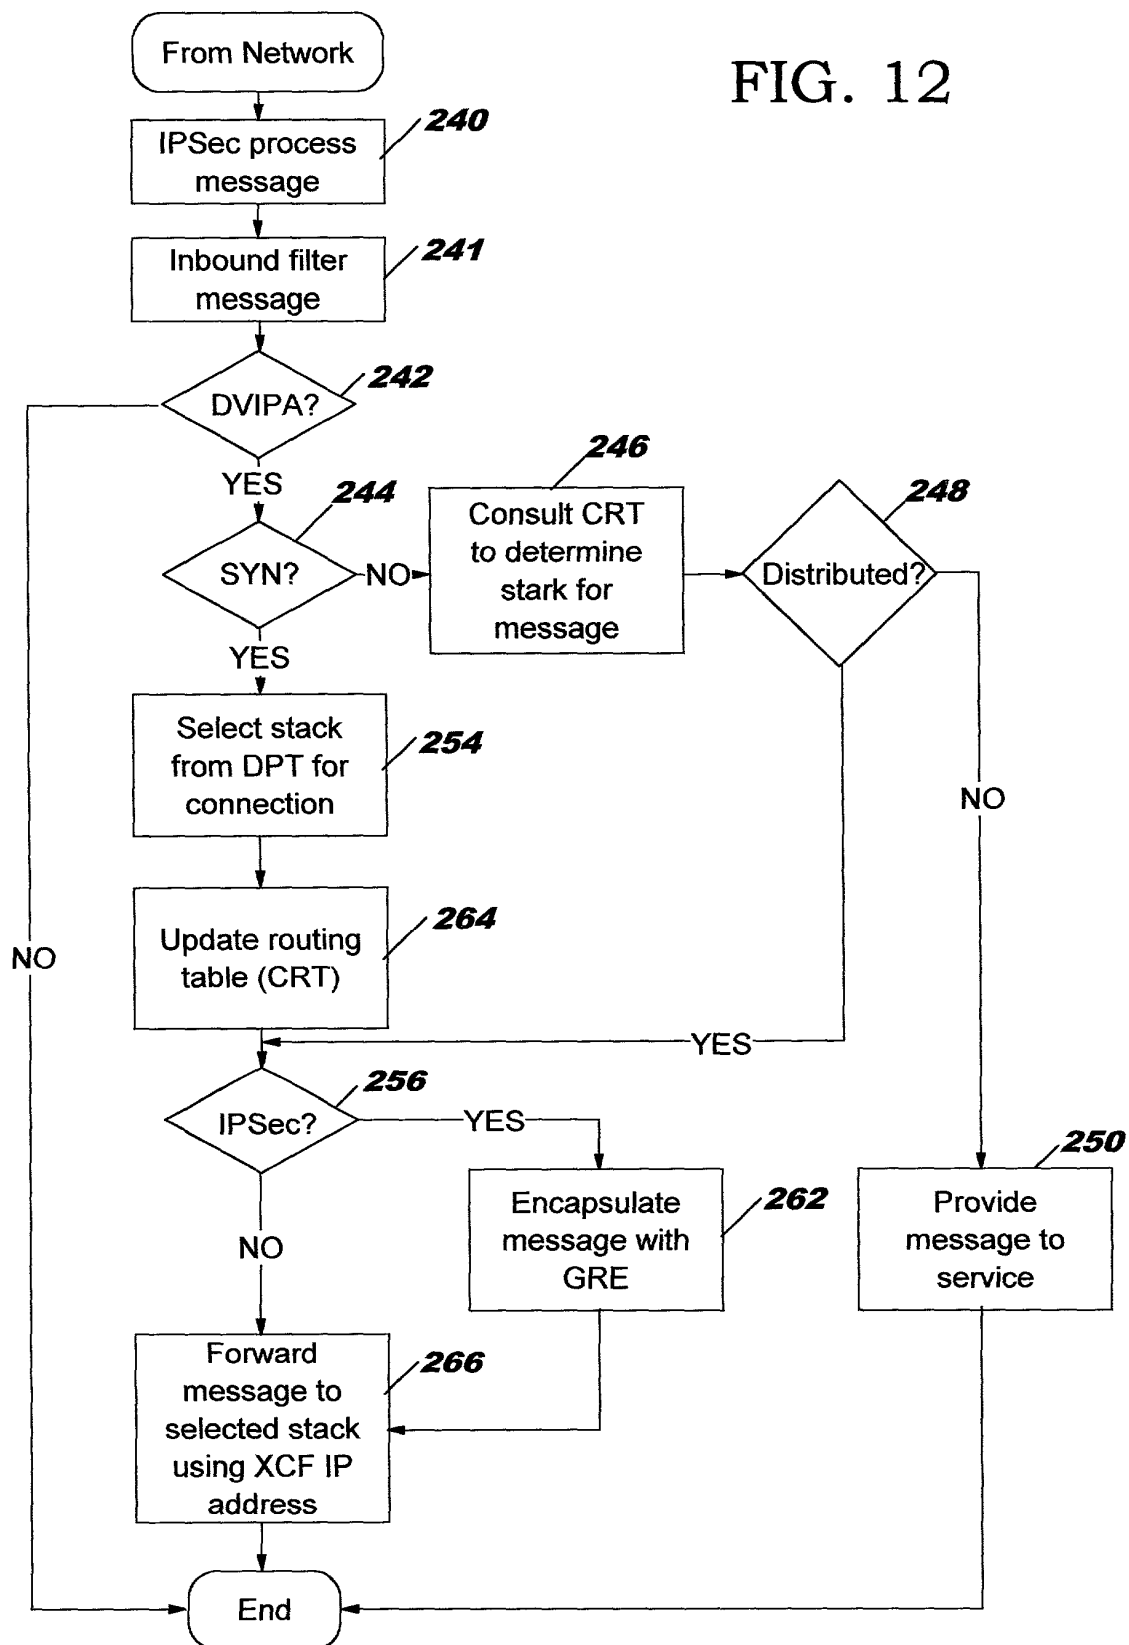 From Network
FIG. 12
240
IPSec process
message
241
Inbound filter
message
242
DVIPA?
NO
YES
244
SYN?
NO
246
Consult CRT
to determine
stark for
message
248
Distributed?
YES
NO
YES
254
Select stack
from DPT for
connection
264
Update routing
table (CRT)
256
IPSec?
YES
NO
262
Encapsulate
message with
GRE
250
Provide
message to
service
266
Forward
message to
selected stack
using XCF IP
address
End